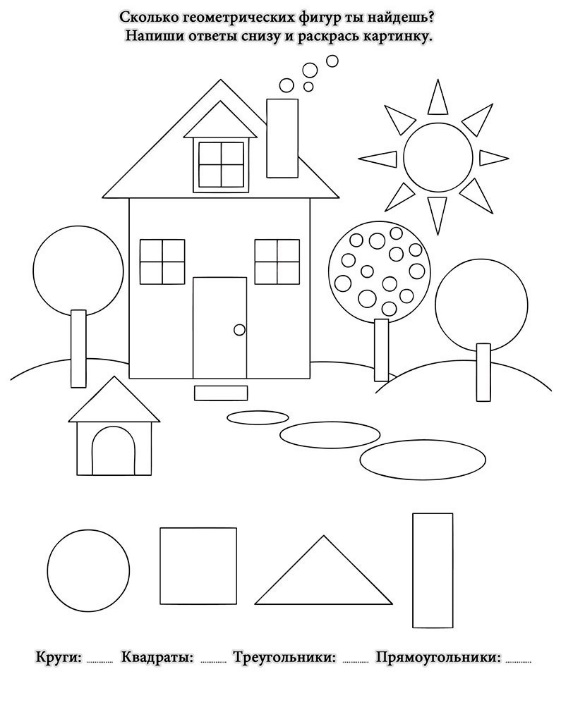 Сколько геометрических фигур ты найдешь?
Напиши ответы снизу и раскрась картинку.
Круги: ........... Квадраты: ........... Треугольники: ........... Прямоугольники: ...........